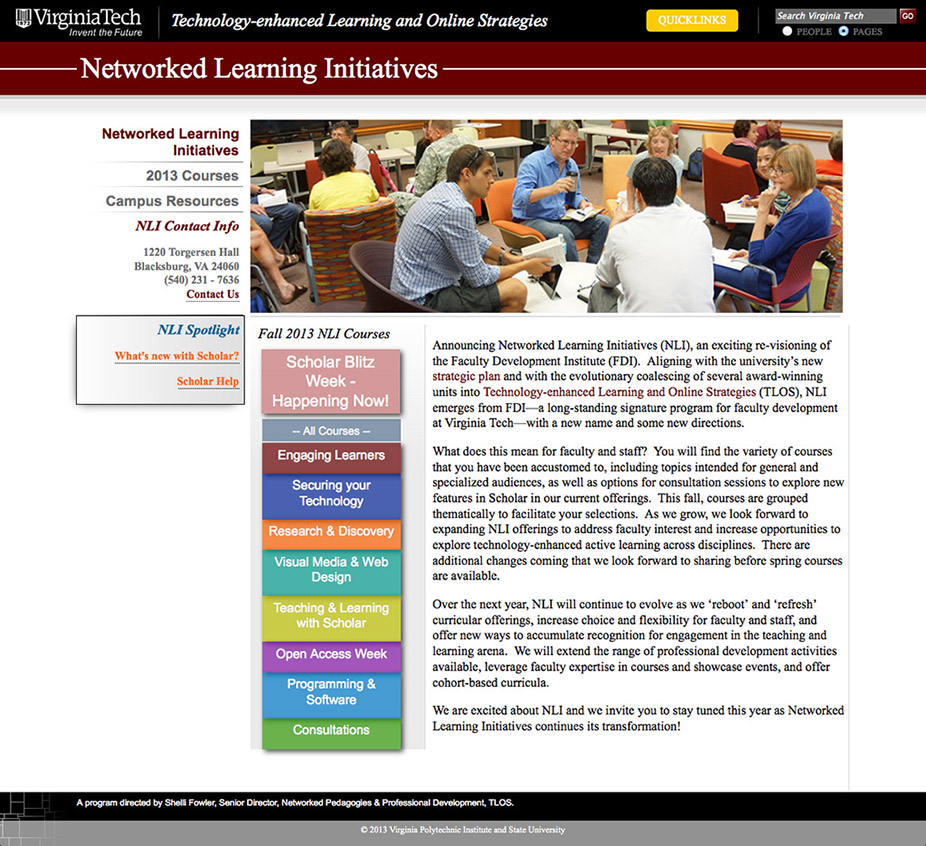 VirginiaTech
Invent the Future
Technology-enhanced Learning and Online Strategies
QUICKLINKS
Search Virginia Tech
GO
PEOPLE PAGES
Networked Learning Initiatives
Networked Learning
Initiatives
2013 Courses
Campus Resources
NLI Contact Info
1220 Torgersen Hall
Blacksburg, VA 24060
(540) 231 - 7636
Contact Us
NLI Spotlight
What's new with Scholar?
Scholar Help
Fall 2013 NLI Courses
Scholar Blitz
Week -
Happening Now!
-- All Courses --
Engaging Learners
Securing your
Technology
Research & Discovery
Visual Media & Web
Design
Teaching & Learning
with Scholar
Open Access Week
Programming &
Software
Consultations
Announcing Networked Learning Initiatives (NLI), an exciting re-visioning of
the Faculty Development Institute (FDI).  Aligning with the university's new
strategic plan and with the evolutionary coalescing of several award-winning
units into Technology-enhanced Learning and Online Strategies (TLOS), NLI
emerges from FDI—a long-standing signature program for faculty development
at Virginia Tech—with a new name and some new directions.
What does this mean for faculty and staff?  You will find the variety of courses
that you have been accustomed to, including topics intended for general and
specialized audiences, as well as options for consultation sessions to explore new
features in Scholar in our current offerings.  This fall, courses are grouped
thematically to facilitate your selections.  As we grow, we look forward to
expanding NLI offerings to address faculty interest and increase opportunities to
explore technology-enhanced active learning across disciplines.  There are
additional changes coming that we look forward to sharing before spring courses
are available.
Over the next year, NLI will continue to evolve as we ‘reboot’ and ‘refresh’
curricular offerings, increase choice and flexibility for faculty and staff, and
offer new ways to accumulate recognition for engagement in the teaching and
learning arena.  We will extend the range of professional development activities
available, leverage faculty expertise in courses and showcase events, and offer
cohort-based curricula.
We are excited about NLI and we invite you to stay tuned this year as Networked
Learning Initiatives continues its transformation!
A program directed by Shelli Fowler, Senior Director, Networked Pedagogies & Professional Development, TLOS.
© 2013 Virginia Polytechnic Institute and State University